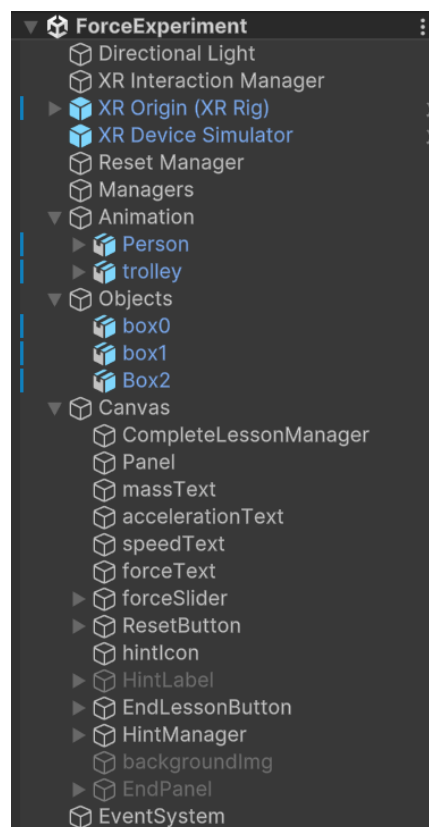 ForceExperiment
Directional Light
XR Interaction Manager
XR Origin (XR Rig)
XR Device Simulator
Reset Manager
Managers
Animation
Person
trolley
Objects
box0
box1
Box2
Canvas
CompleteLessonManager
Panel
massText
accelerationText
speedText
forceText
forceSlider
ResetButton
hintIcon
HintLabel
EndLessonButton
HintManager
backgroundImg
EndPanel
EventSystem